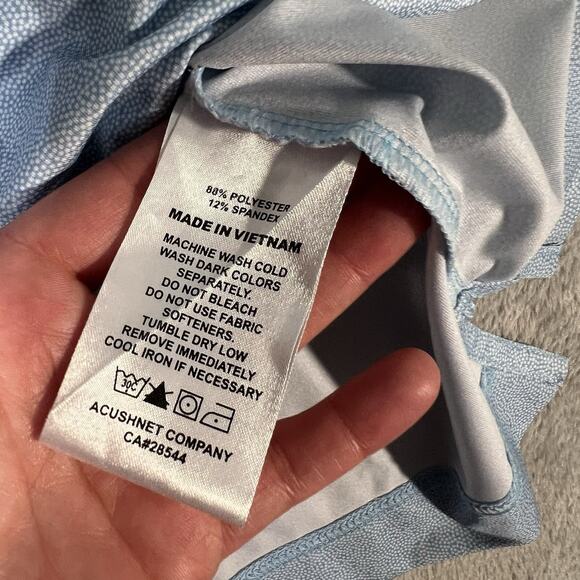 88% POLYESTER
12% SPANDEX
MADE IN VIETNAM
MACHINE WASH COLD
WASH DARK COLORS
SEPARATELY.
DO NOT BLEACH
DO NOT USE FABRIC
SOFTENERS.
TUMBLE DRY LOW
REMOVE IMMEDIATELY
COOL IRON IF NECESSARY
30C
ACUSHNET COMPANY
CA#28544